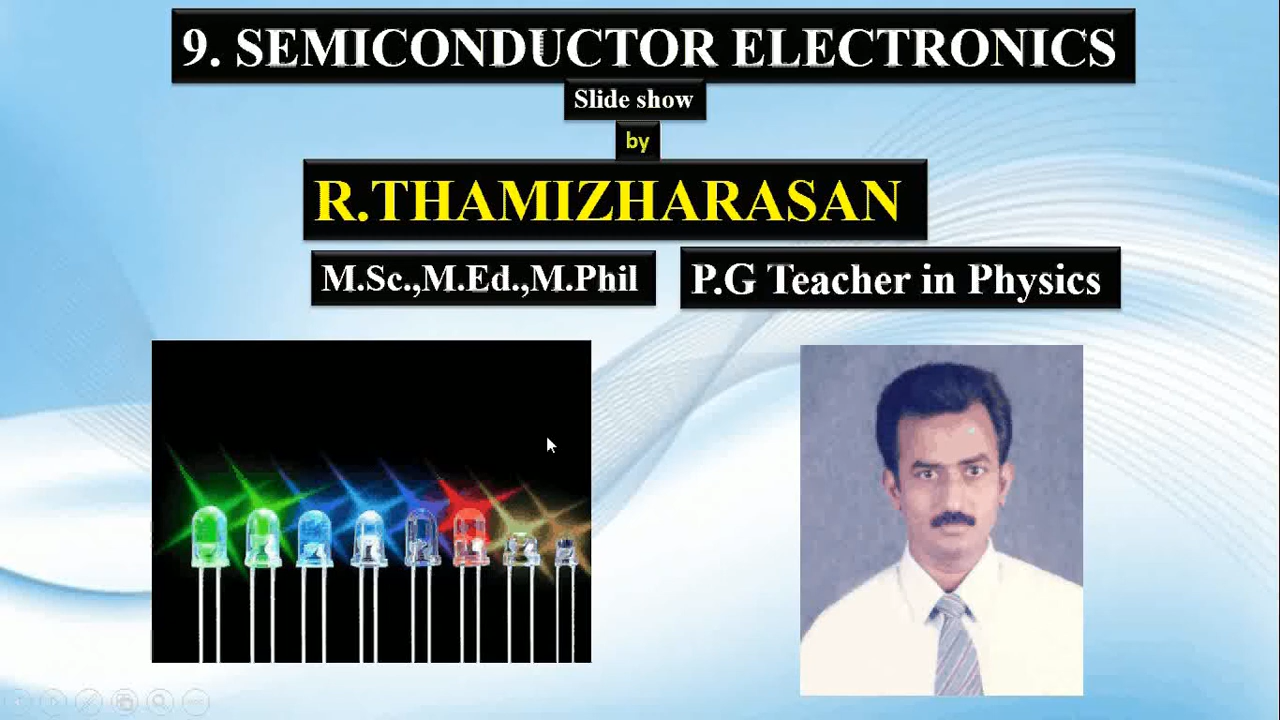 9. SEMICONDUCTOR ELECTRONICS
Slide show
by
R.THAMIZHARASAN
M.Sc.,M.Ed.,M.Phil
P.G Teacher in Physics